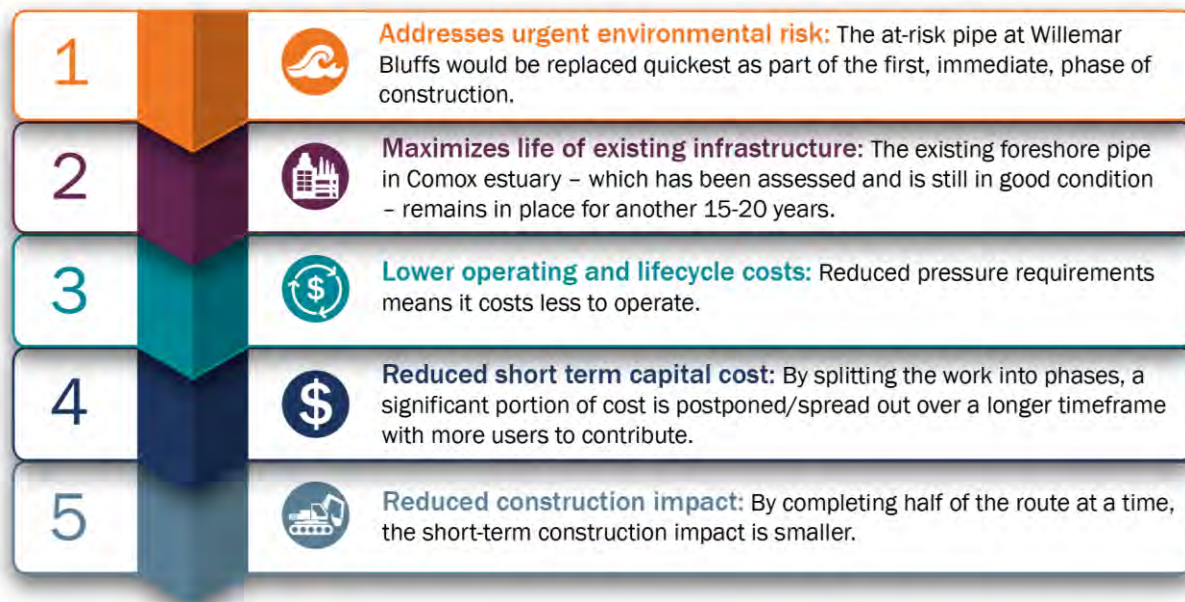 1
Addresses urgent environmental risk: The at-risk pipe at Willemar
Bluffs would be replaced quickest as part of the first, immediate, phase of
construction.
2
Maximizes life of existing infrastructure: The existing foreshore pipe
in Comox estuary – which has been assessed and is still in good condition
– remains in place for another 15-20 years.
3
$
Lower operating and lifecycle costs: Reduced pressure requirements
means it costs less to operate.
4
$
Reduced short term capital cost: By splitting the work into phases, a
significant portion of cost is postponed/spread out over a longer timeframe
with more users to contribute.
5
Reduced construction impact: By completing half of the route at a time,
the short-term construction impact is smaller.